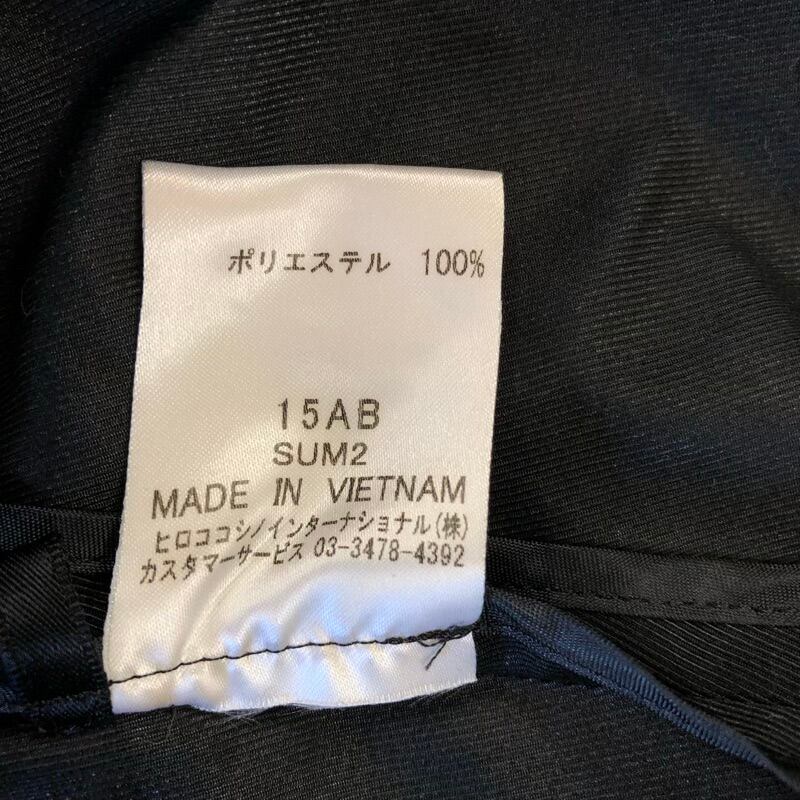 ポリエステル 100%
15AB
SUM2
MADE IN VIETNAM
ヒロココシノインターナショナル(株)
カスタマーサービス 03-3478-4392